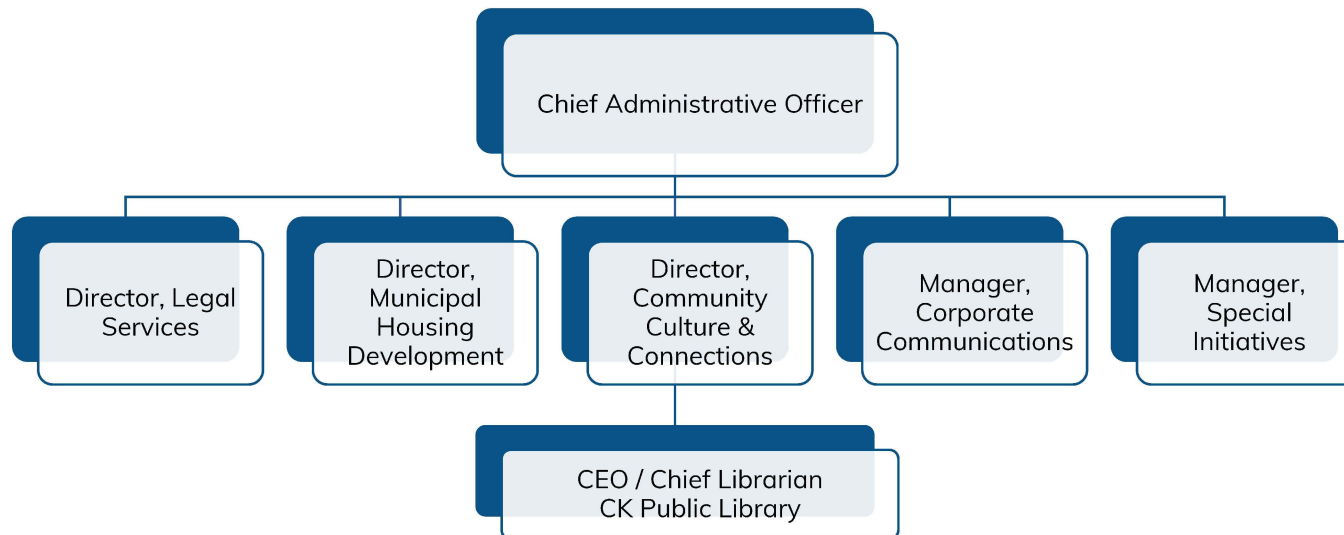 Chief Administrative Officer
Director, Legal
Services
Director,
Municipal
Housing
Development
Director,
Community
Culture &
Connections
Manager,
Corporate
Communications
Manager,
Special
Initiatives
CEO / Chief Librarian
CK Public Library